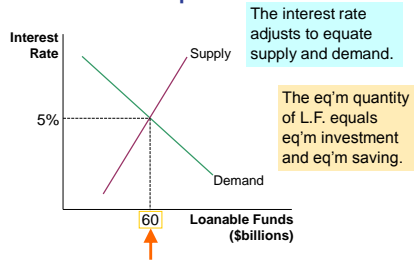 The interest rate
adjusts to equate
supply and demand.
Interest
Rate
Supply
The eq'm quantity
of L.F. equals
eq'm investment
and eq'm saving.
5%
Demand
60
Loanable Funds
($billions)